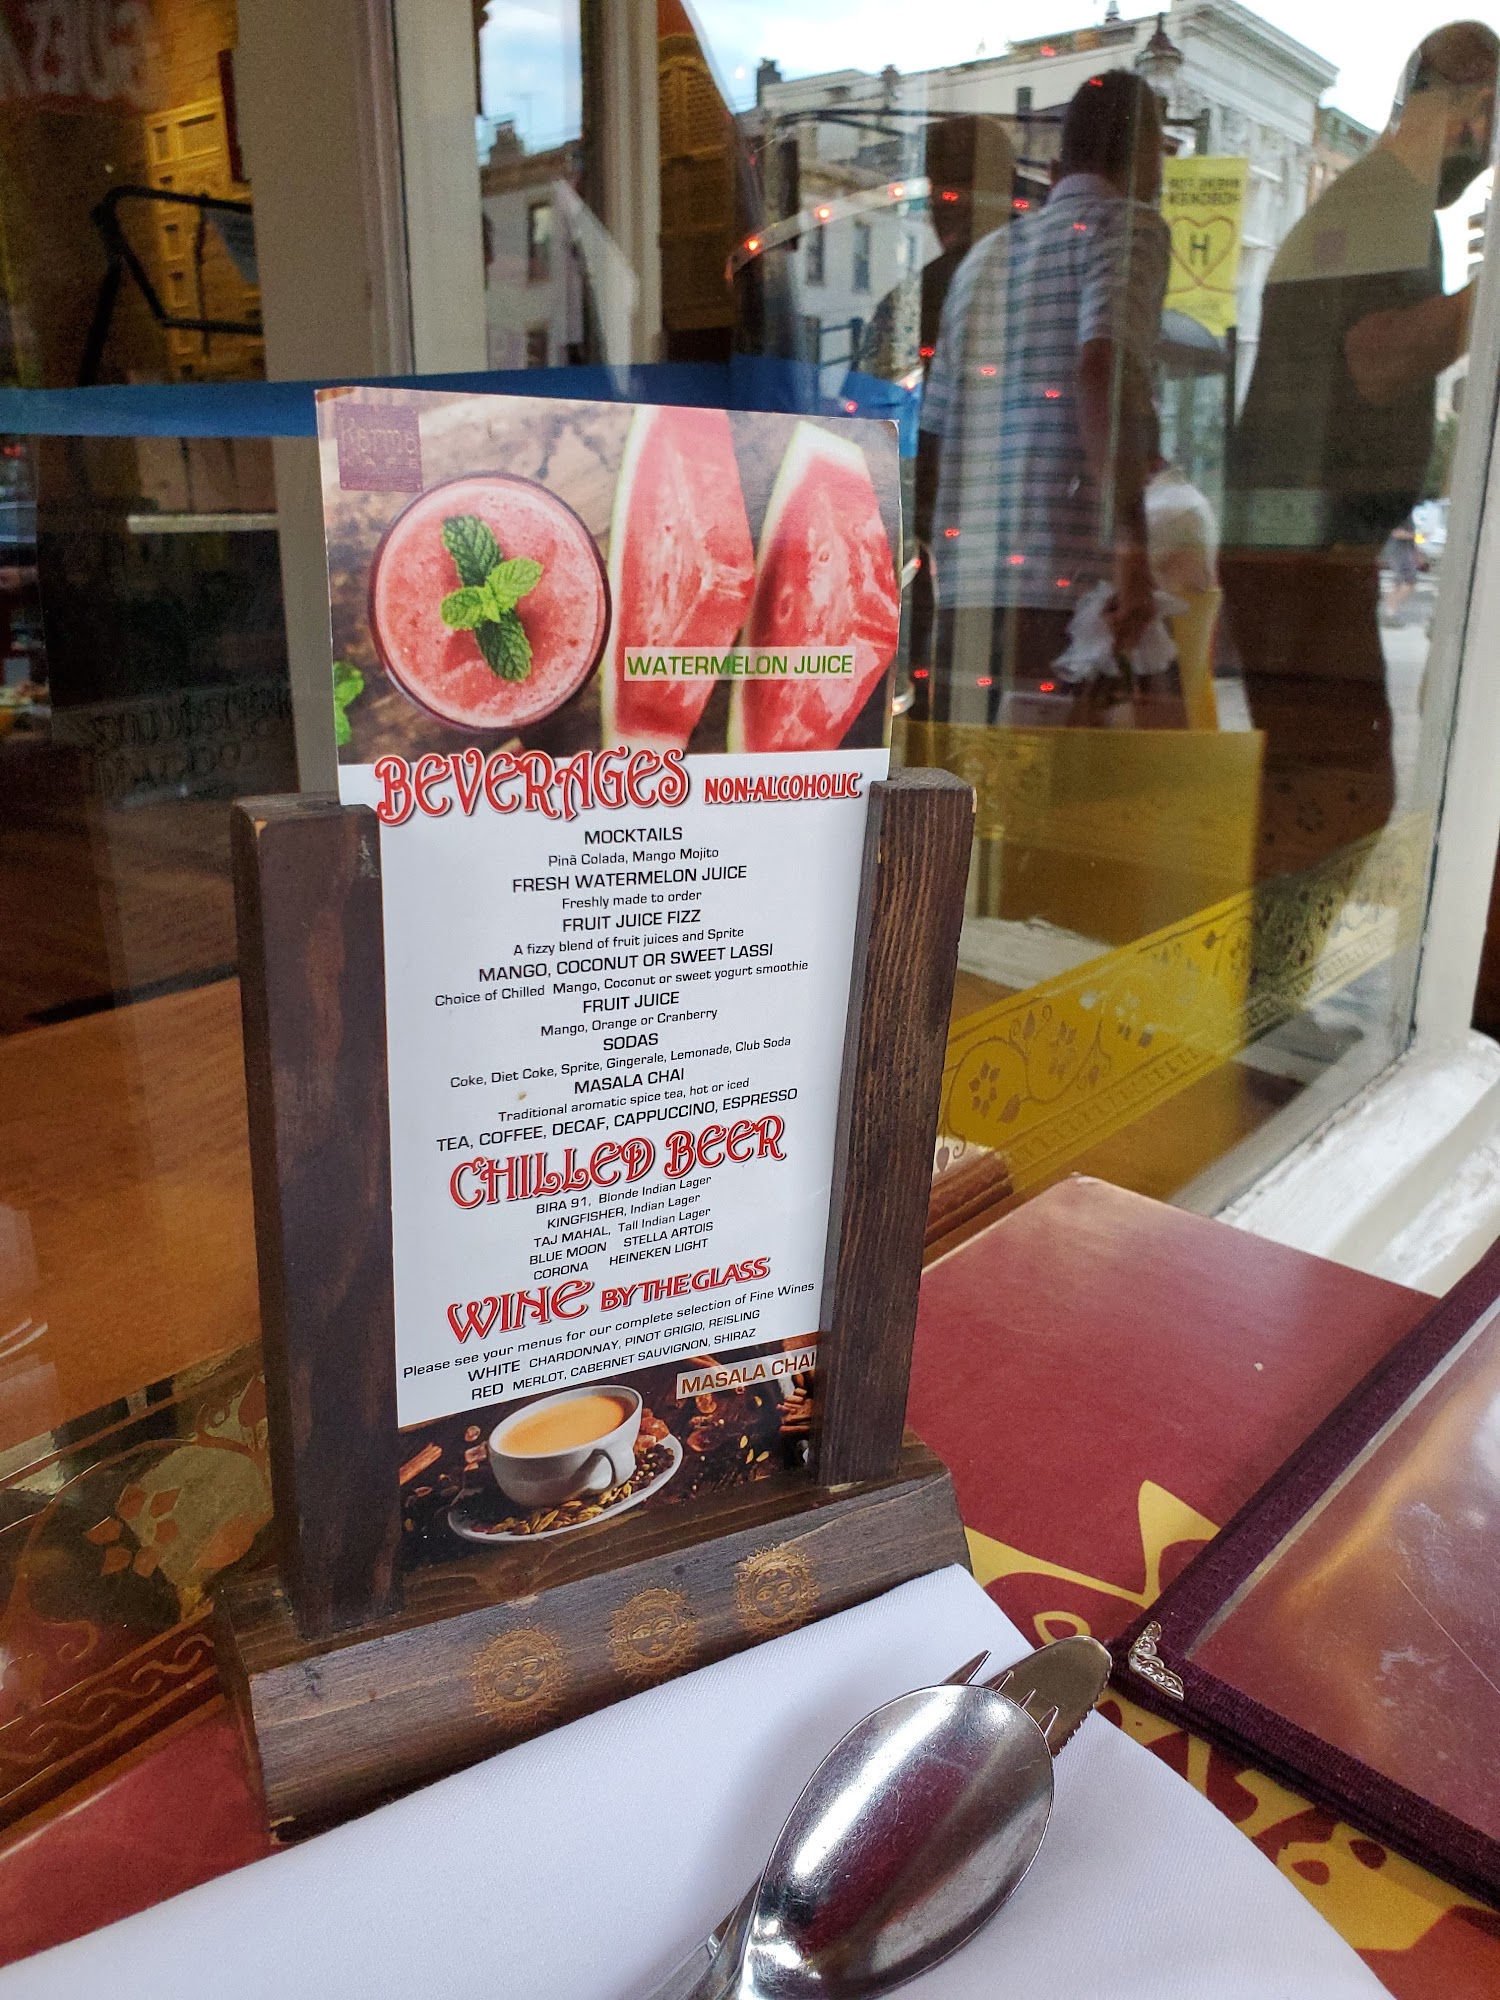 Karma
WATERMELON JUICE
BEVERAGES NON-ALCOHOLIC
MOCKTAILS
Pinã Colada, Mango Mojito
FRESH WATERMELON JUICE
Freshly made to order
FRUIT JUICE FIZZ
A fizzy blend of fruit juices and Sprite
MANGO, COCONUT OR SWEET LASSI
Choice of Chilled Mango, Coconut or sweet yogurt smoothie
FRUIT JUICE
Mango, Orange or Cranberry
SODAS
Coke, Diet Coke, Sprite, Gingerale, Lemonade, Club Soda
MASALA CHAI
Traditional aromatic spice tea, hot or iced
TEA, COFFEE, DECAF, CAPPUCCINO, ESPRESSO
CHILLED BEER
BIRA 91, Blonde Indian Lager
KINGFISHER, Indian Lager
TAJ MAHAL, Tall Indian Lager
BLUE MOON STELLA ARTOIS
CORONA HEINEKEN LIGHT
WINE BY THE GLASS
Please see your menus for our complete selection of Fine Wines
WHITE CHARDONNAY, PINOT GRIGIO, REISLING
RED MERLOT, CABERNET SAUVIGNON, SHIRAZ
MASALA CHAI
H